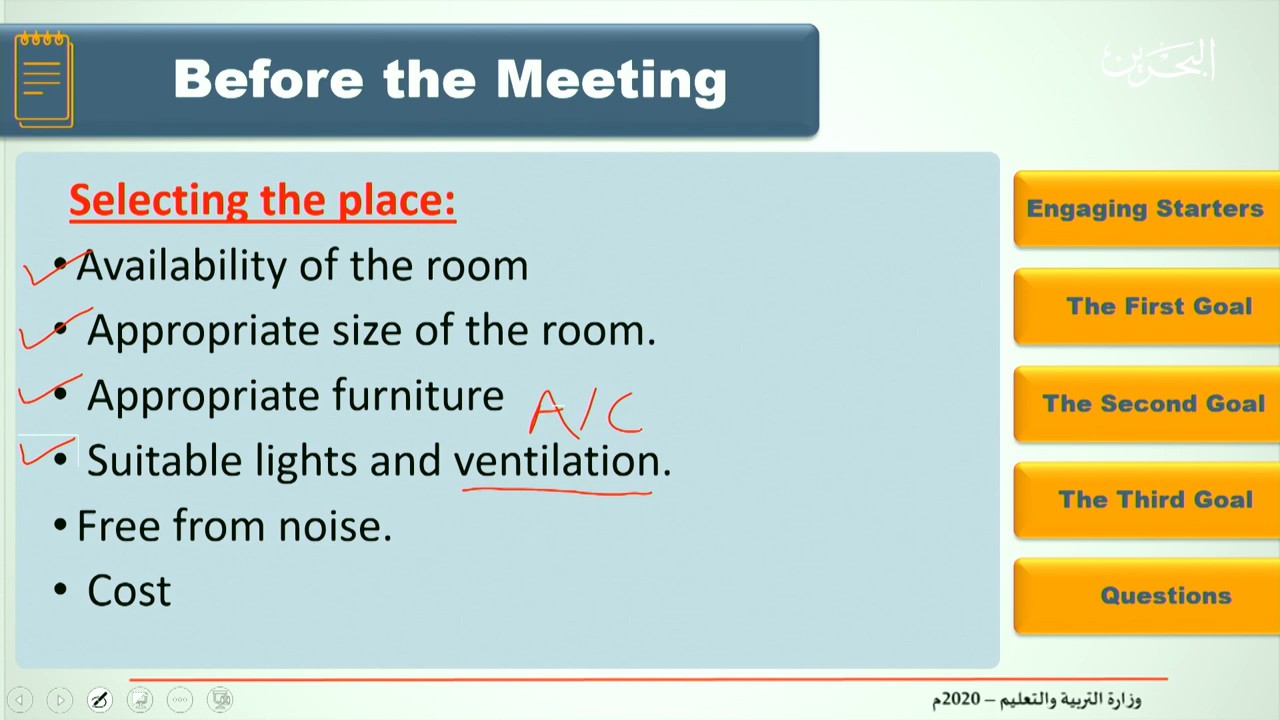 Before the Meeting
البحرين
Selecting the place:
• Availability of the room
• Appropriate size of the room.
• Appropriate furniture
A/C
• Suitable lights and ventilation.
• Free from noise.
• Cost
Engaging Starters
The First Goal
The Second Goal
The Third Goal
Questions
وزارة التربية والتعليم – 2020م